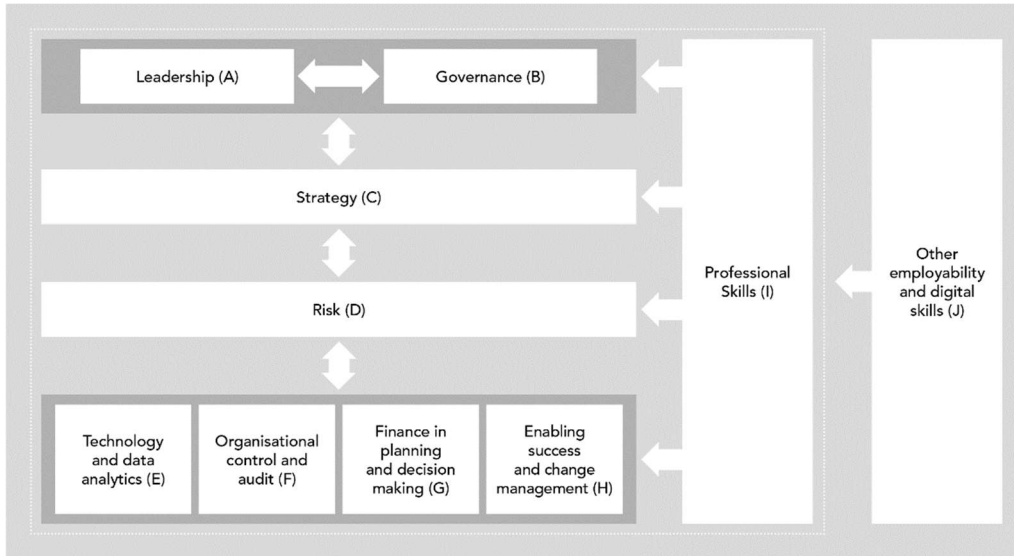 Leadership (A)
Governance (B)
Strategy (C)
Risk (D)
Technology
and data
analytics (E)
Organisational
control and
audit (F)
Finance in
planning
and decision
making (G)
Enabling
success
and change
management (H)
Professional
Skills (I)
Other
employability
and digital
skills (J)